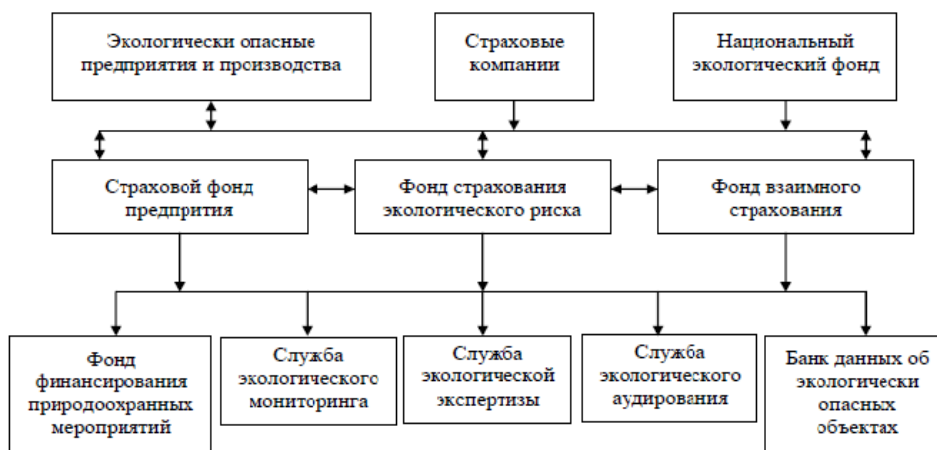 Экологически опасные
предприятия и производства
Страховые
компании
Национальный
экологический фонд
Страховой фонд
предпрития
Фонд страхования
экологического риска
Фонд взаимного
страхования
Фонд
финансирования
природоохранных
мероприятий
Служба
экологического
мониторинга
Служба
экологической
экспертизы
Служба
экологического
аудирования
Банк данных об
экологически
опасных
объектах